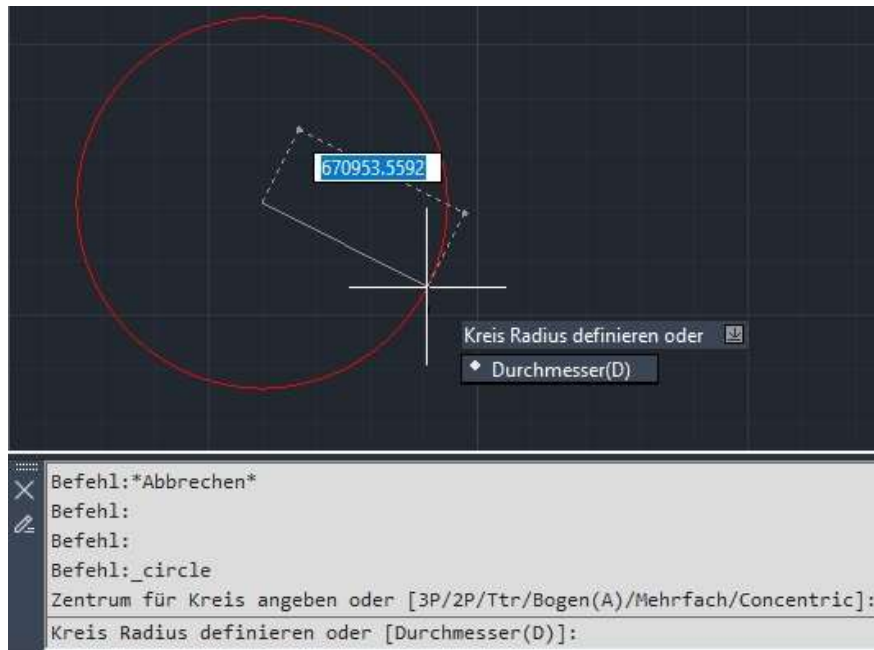 670953.5592
Kreis Radius definieren oder
Durchmesser(D)
Befehl:*Abbrechen*
Befehl:
Befehl:
Befehl:_circle
Zentrum für Kreis angeben oder [3P/2P/Ttr/Bogen(A)/Mehrfach/Concentric]:
Kreis Radius definieren oder [Durchmesser(D)]: